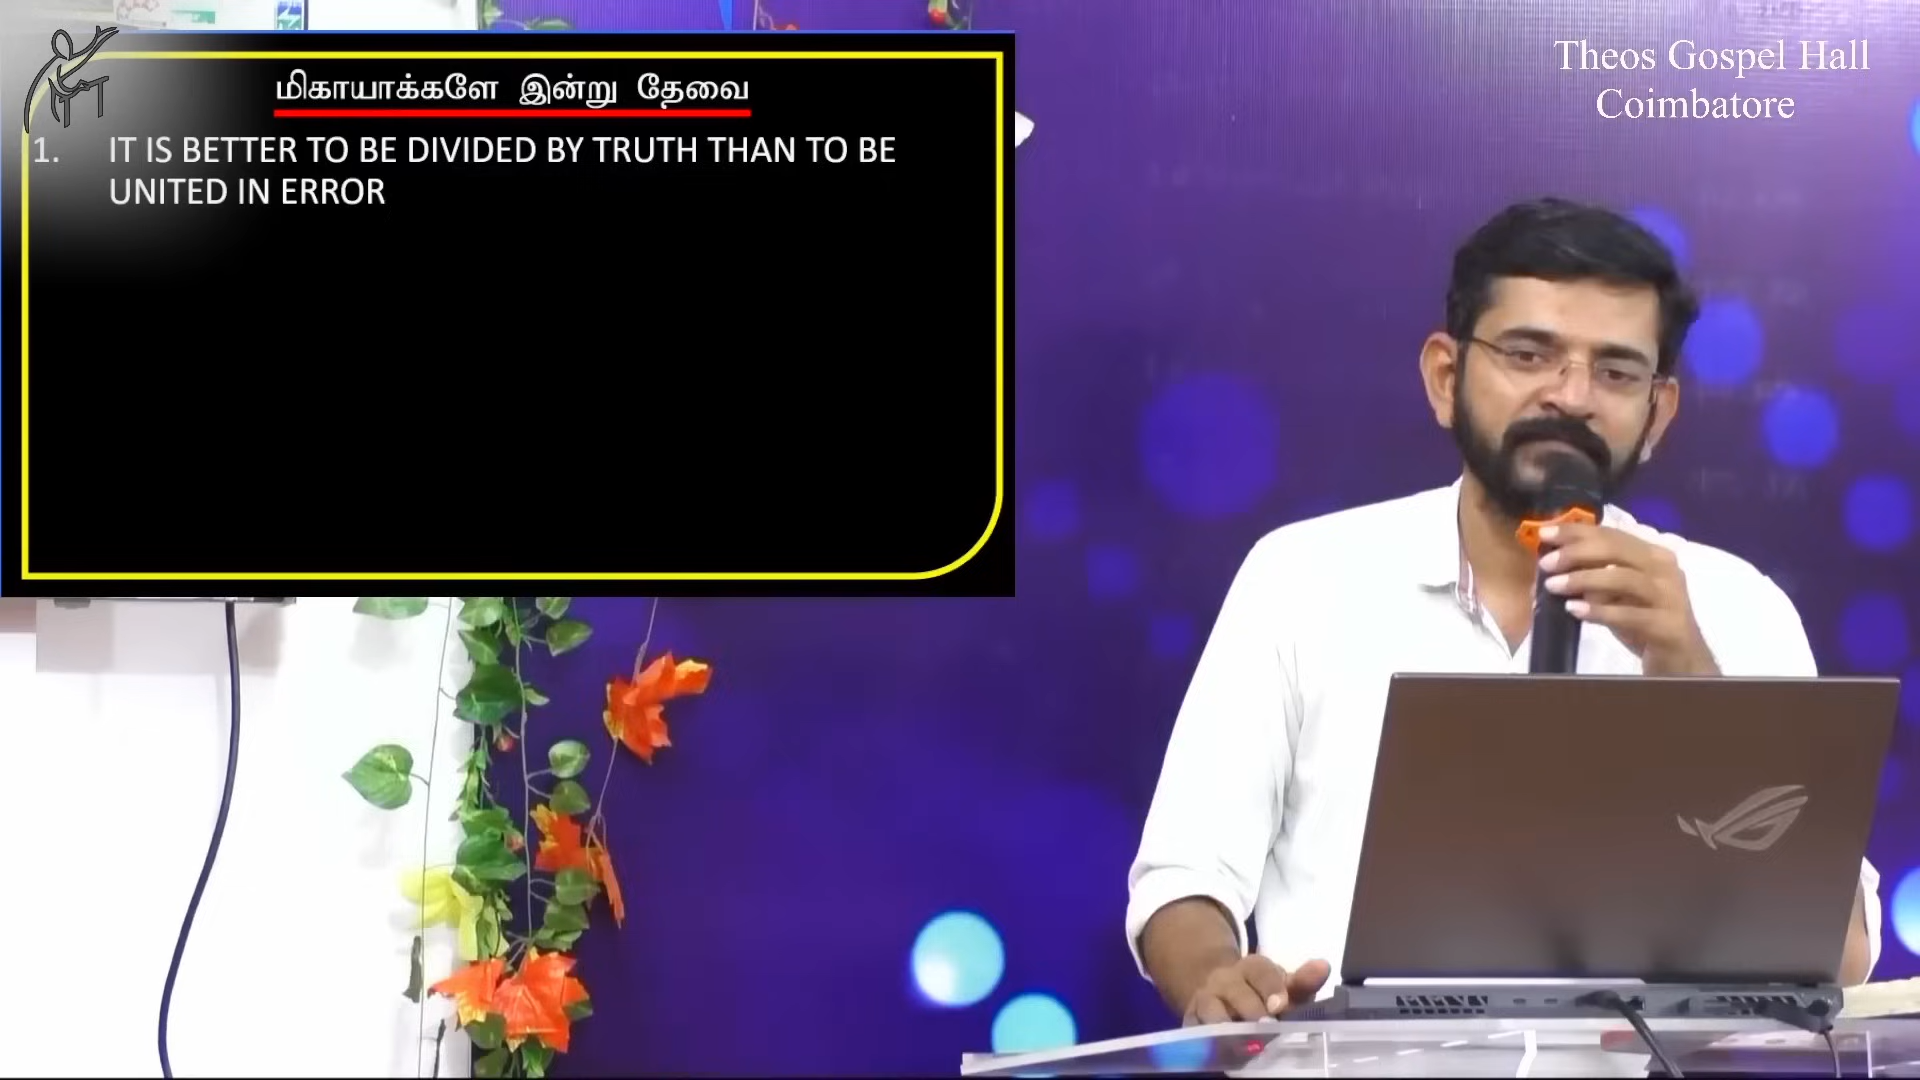 மிகாயாக்களே இன்று தேவை
1. IT IS BETTER TO BE DIVIDED BY TRUTH THAN TO BE
UNITED IN ERROR
Theos Gospel Hall
Coimbatore